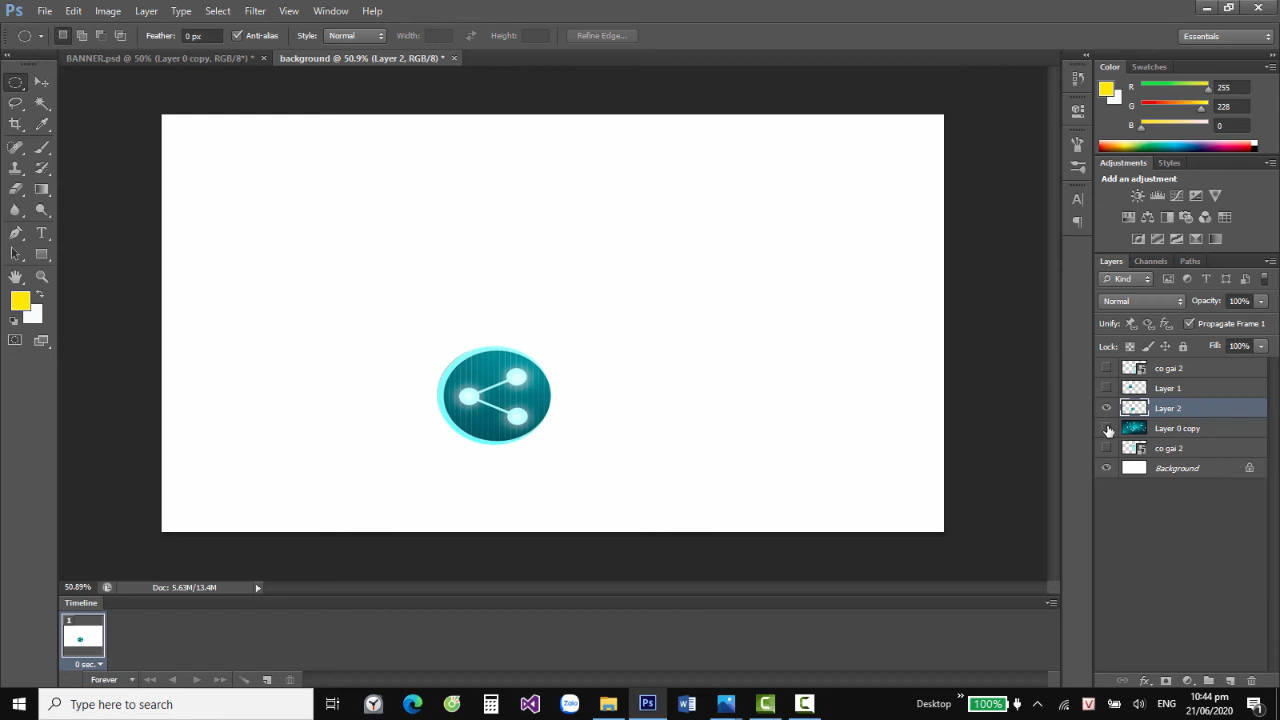 Ps File Edit Image Layer Type Select Filter 3D View Window Help
Feather: 0 px Anti-alias Style: Normal Width: Height: Refine Edge... Essentials
BANNER.psd @ 50% (Layer 0 copy, RGB/8*) * background @ 50.9% (Layer 2, RGB/8) *
Color Swatches
R 255
G 228
B 0
Adjustments Styles
Add an adjustment
Layers Channels Paths
Kind
Normal Opacity: 100%
Unify: Propagate Frame 1
Lock: Fill: 100%
co gai 2
Layer 1
Layer 2
Layer 0 copy
co gai 2
Background
50.89% Doc: 5.63M/13.4M
Timeline
1
0 sec.
Forever
Type here to search
Desktop 100% ENG 10:44 pm
21/06/2020